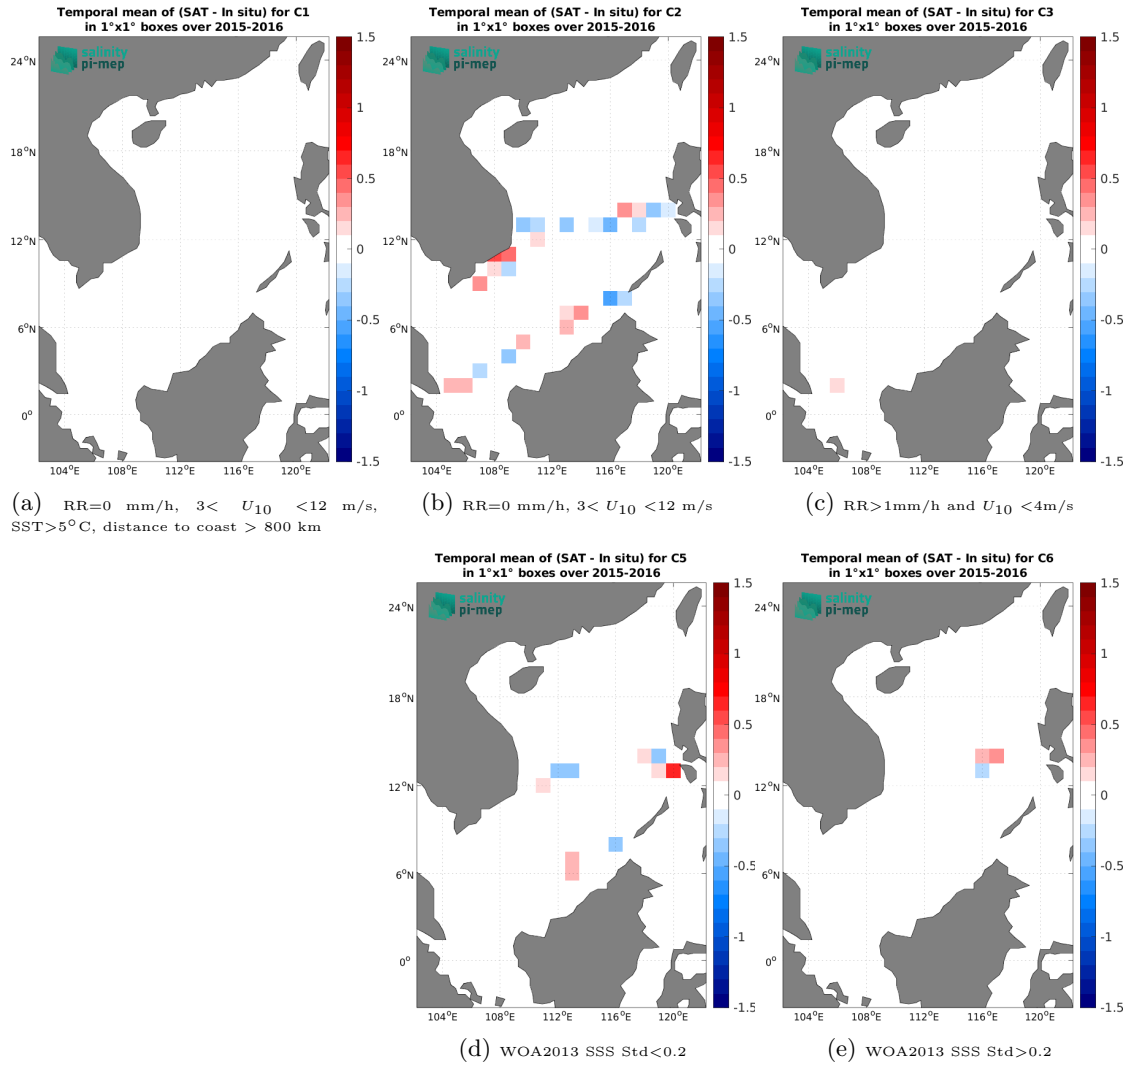 Temporal mean of (SAT - In situ) for C1
in 1°x1° boxes over 2015-2016
salinity
pi-mep
24°N
18°N
12°N
6°N
0°
104°E 108°E 112°E 116°E 120°E
1.5
1
0.5
0
-0.5
-1
-1.5
(a) RR=0 mm/h, 3< U10 <12 m/s,
SST>5°C, distance to coast > 800 km
Temporal mean of (SAT - In situ) for C2
in 1°x1° boxes over 2015-2016
salinity
pi-mep
24°N
18°N
12°N
6°N
0°
104°E 108°E 112°E 116°E 120°E
1.5
1
0.5
0
-0.5
-1
-1.5
(b) RR=0 mm/h, 3< U10 <12 m/s
Temporal mean of (SAT - In situ) for C3
in 1°x1° boxes over 2015-2016
salinity
pi-mep
24°N
18°N
12°N
6°N
0°
104°E 108°E 112°E 116°E 120°E
1.5
1
0.5
0
-0.5
-1
-1.5
(c) RR>1mm/h and U10 <4m/s
Temporal mean of (SAT - In situ) for C5
in 1°x1° boxes over 2015-2016
salinity
pi-mep
24°N
18°N
12°N
6°N
0°
104°E 108°E 112°E 116°E 120°E
1.5
1
0.5
0
-0.5
-1
-1.5
(d) WOA2013 SSS Std<0.2
Temporal mean of (SAT - In situ) for C6
in 1°x1° boxes over 2015-2016
salinity
pi-mep
24°N
18°N
12°N
6°N
0°
104°E 108°E 112°E 116°E 120°E
1.5
1
0.5
0
-0.5
-1
-1.5
(e) WOA2013 SSS Std>0.2